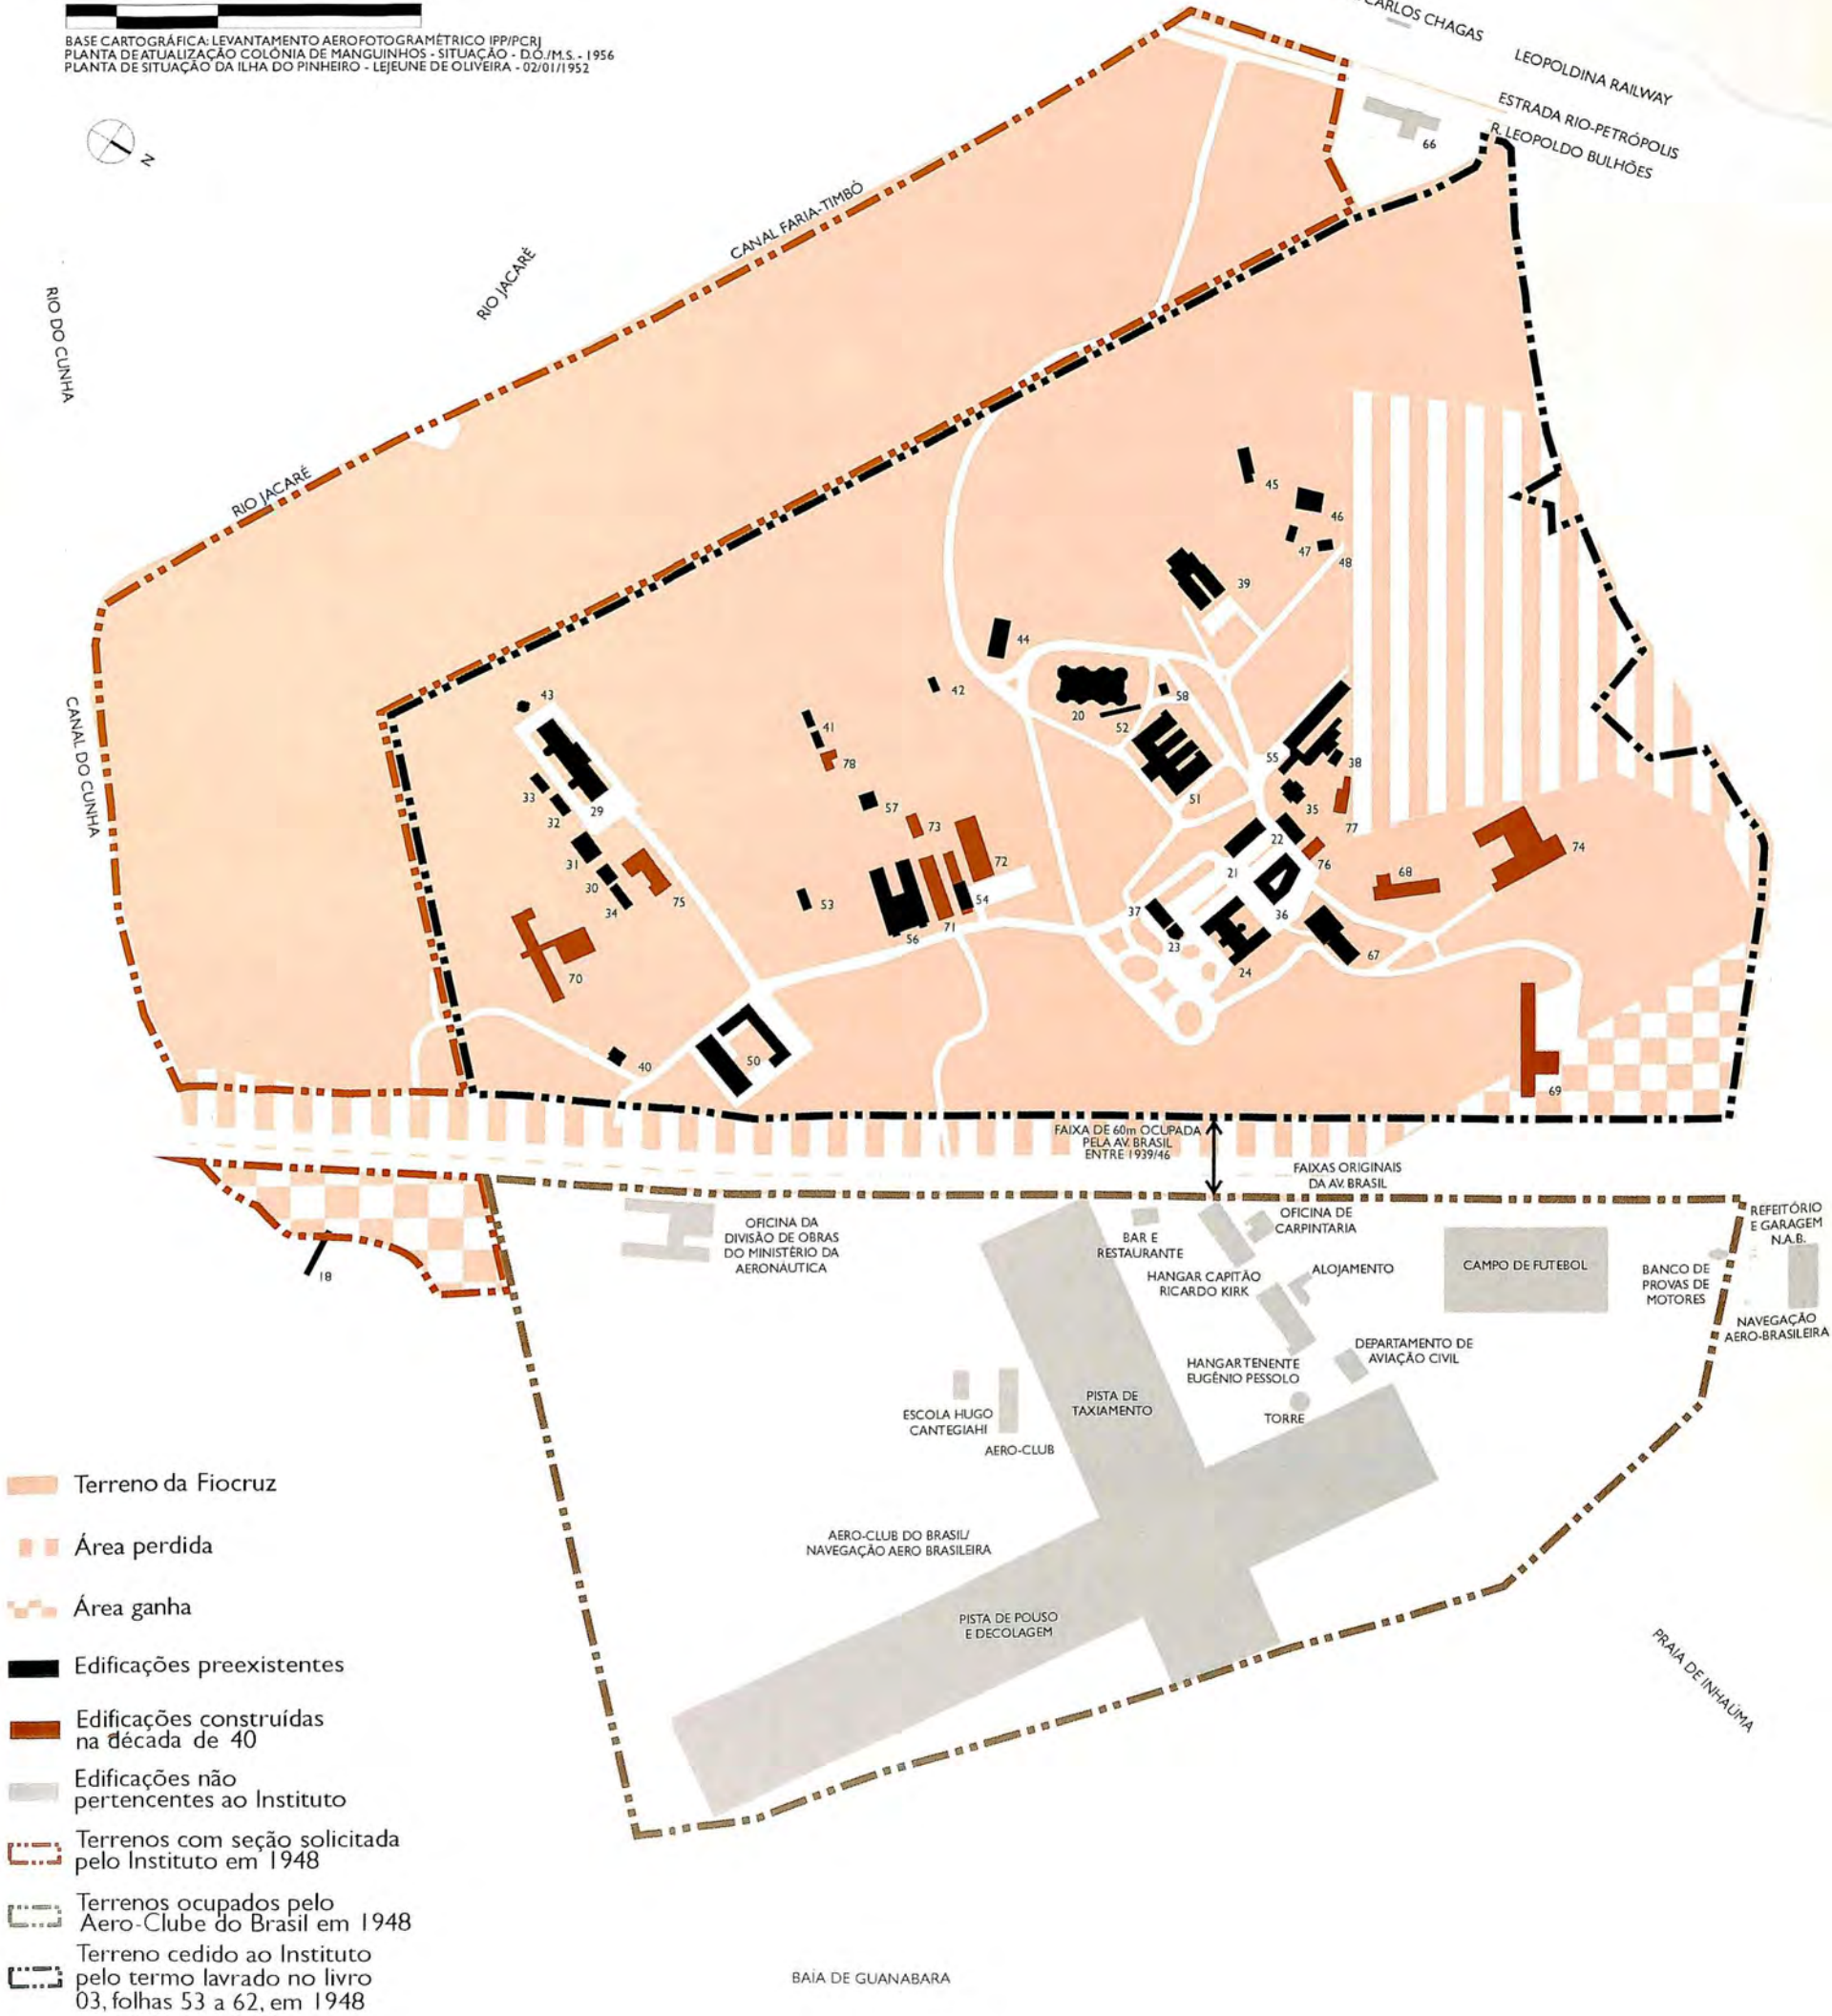 BASE CARTOGRÁFICA: LEVANTAMENTO AEROFOTOGRAMÉTRICO IPP/PCRJ
PLANTA DE ATUALIZAÇÃO COLÔNIA DE MANGUINHOS - SITUAÇÃO - D.O./M.S. - 1956
PLANTA DE SITUAÇÃO DA ILHA DO PINHEIRO - LEJEUNE DE OLIVEIRA - 02/01/1952
N
CARLOS CHAGAS
LEOPOLDINA RAILWAY
ESTRADA RIO-PETRÓPOLIS
R. LEOPOLDO BULHÕES
66
CANAL FARIA-TIMBÓ
RIO JACARÉ
RIO DO CUNHA
RIO JACARÉ
CANAL DO CUNHA
45
46
47
48
39
44
42
43
41
78
58
20
52
51
55
38
35
77
33
32
29
57
73
72
22
76
21
74
68
31
30
34
75
53
56
71
54
37
23
36
24
67
70
40
50
69
FAIXA DE 60m OCUPADA
PELA AV. BRASIL
ENTRE 1939/46
FAIXAS ORIGINAIS
DA AV. BRASIL
18
OFICINA DA
DIVISÃO DE OBRAS
DO MINISTÉRIO DA
AERONÁUTICA
BAR E
RESTAURANTE
OFICINA DE
CARPINTARIA
HANGAR CAPITÃO
RICARDO KIRK
ALOJAMENTO
CAMPO DE FUTEBOL
BANCO DE
PROVAS DE
MOTORES
REFEITÓRIO
E GARAGEM
N.A.B.
NAVEGAÇÃO
AERO-BRASILEIRA
HANGAR TENENTE
EUGÊNIO PESSOLO
DEPARTAMENTO DE
AVIAÇÃO CIVIL
TORRE
PISTA DE
TAXIAMENTO
ESCOLA HUGO
CANTEGIAHI
AERO-CLUB
AERO-CLUB DO BRASIL/
NAVEGAÇÃO AERO BRASILEIRA
PISTA DE POUSO
E DECOLAGEM
PRAIA DE INHAÚMA
BAÍA DE GUANABARA
Terreno da Fiocruz
Área perdida
Área ganha
Edificações preexistentes
Edificações construídas
na década de 40
Edificações não
pertencentes ao Instituto
Terrenos com seção solicitada
pelo Instituto em 1948
Terrenos ocupados pelo
Aero-Clube do Brasil em 1948
Terreno cedido ao Instituto
pelo termo lavrado no livro
03, folhas 53 a 62, em 1948